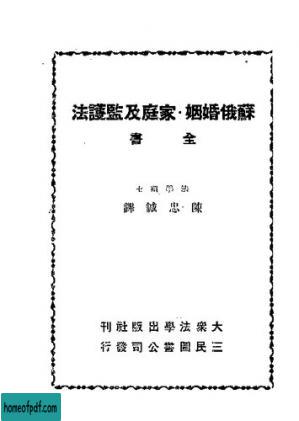 蘇俄婚姻·家庭及監護法
全書
法學碩士
陳忠誠譯
大衆法學出版社刊
三民圖書公司發行
homeofpdf.com